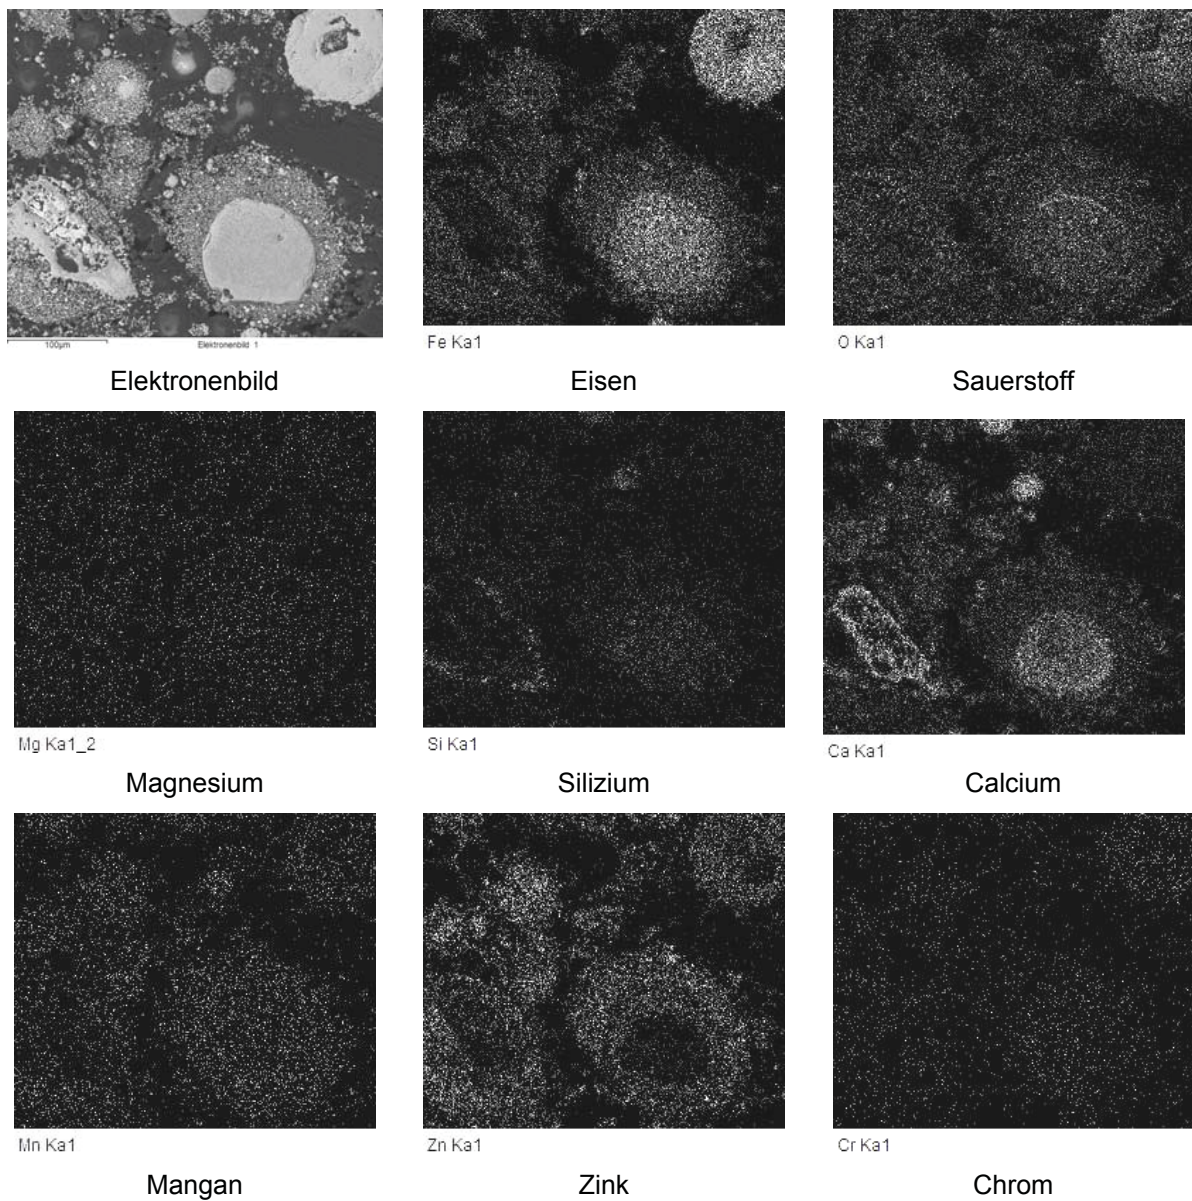 100µm Elektronenbild 1
Fe Ka1
O Ka1
Elektronenbild
Eisen
Sauerstoff
Mg Ka1_2
Si Ka1
Ca Ka1
Magnesium
Silizium
Calcium
Mn Ka1
Zn Ka1
Cr Ka1
Mangan
Zink
Chrom